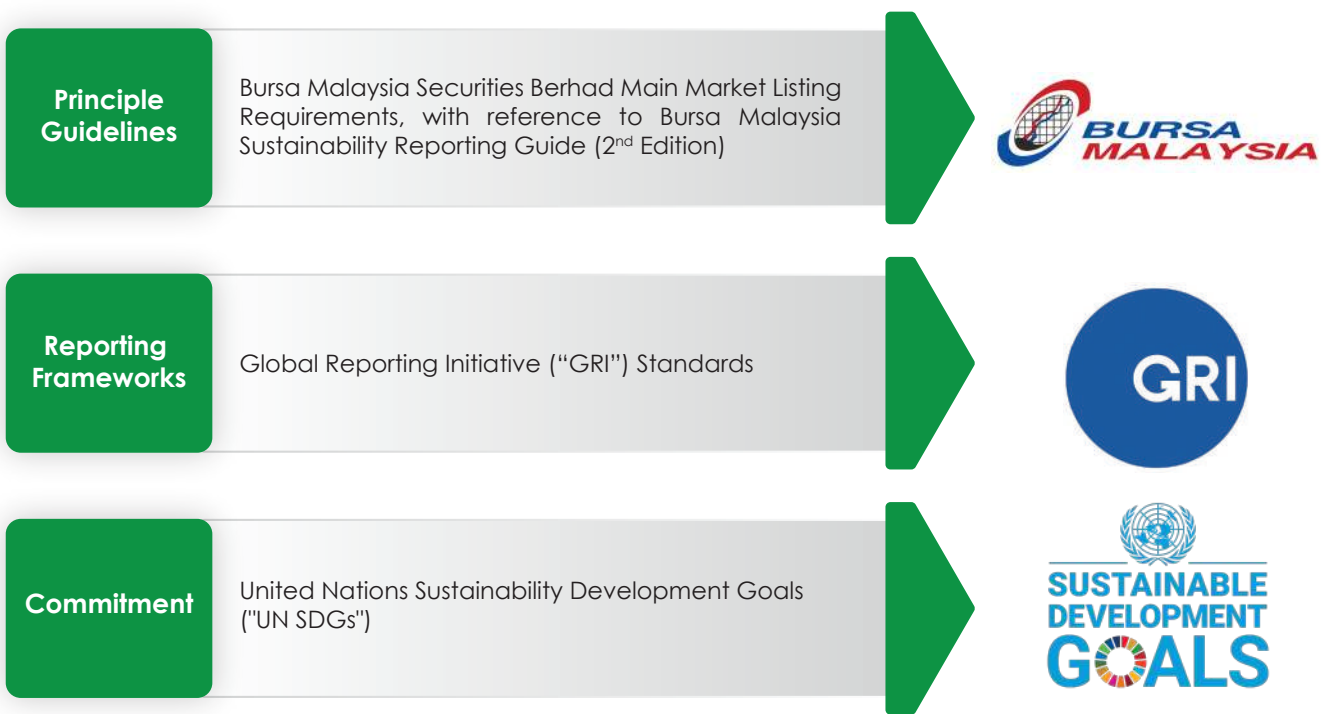 Principle
Guidelines
Bursa Malaysia Securities Berhad Main Market Listing
Requirements, with reference to Bursa Malaysia
Sustainability Reporting Guide (2nd Edition)
BURSA
MALAYSIA
Reporting
Frameworks
Global Reporting Initiative (“GRI”) Standards
GRI
Commitment
United Nations Sustainability Development Goals
("UN SDGs")
SUSTAINABLE
DEVELOPMENT
GOALS